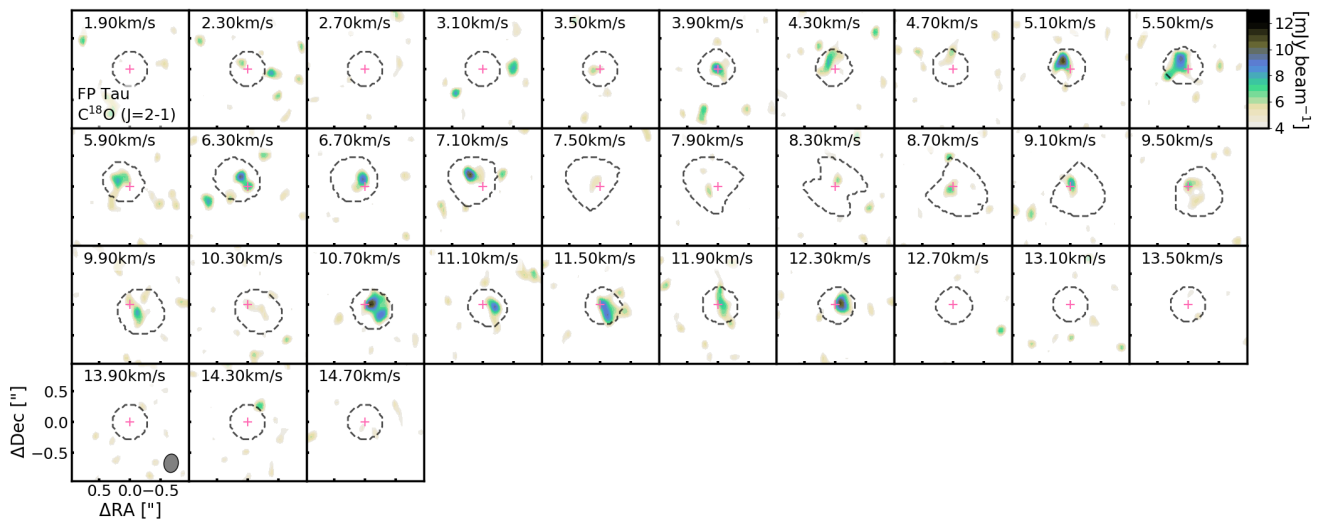 1.90km/s 2.30km/s 2.70km/s 3.10km/s 3.50km/s 3.90km/s 4.30km/s 4.70km/s 5.10km/s 5.50km/s
FP Tau
C¹⁸O (J=2-1)
12
10
8
6
4
[mJy beam⁻¹]
5.90km/s 6.30km/s 6.70km/s 7.10km/s 7.50km/s 7.90km/s 8.30km/s 8.70km/s 9.10km/s 9.50km/s
9.90km/s 10.30km/s 10.70km/s 11.10km/s 11.50km/s 11.90km/s 12.30km/s 12.70km/s 13.10km/s 13.50km/s
13.90km/s 14.30km/s 14.70km/s
0.5
0.0
−0.5
ΔDec ["]
0.5 0.0 −0.5
ΔRA ["]